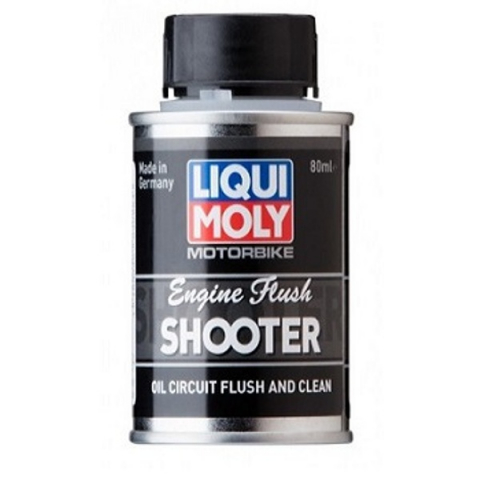 Made in
Germany
80ml
LIQUI
MOLY
MOTORBIKE
Engine Flush
SHOOTER
OIL CIRCUIT FLUSH AND CLEAN